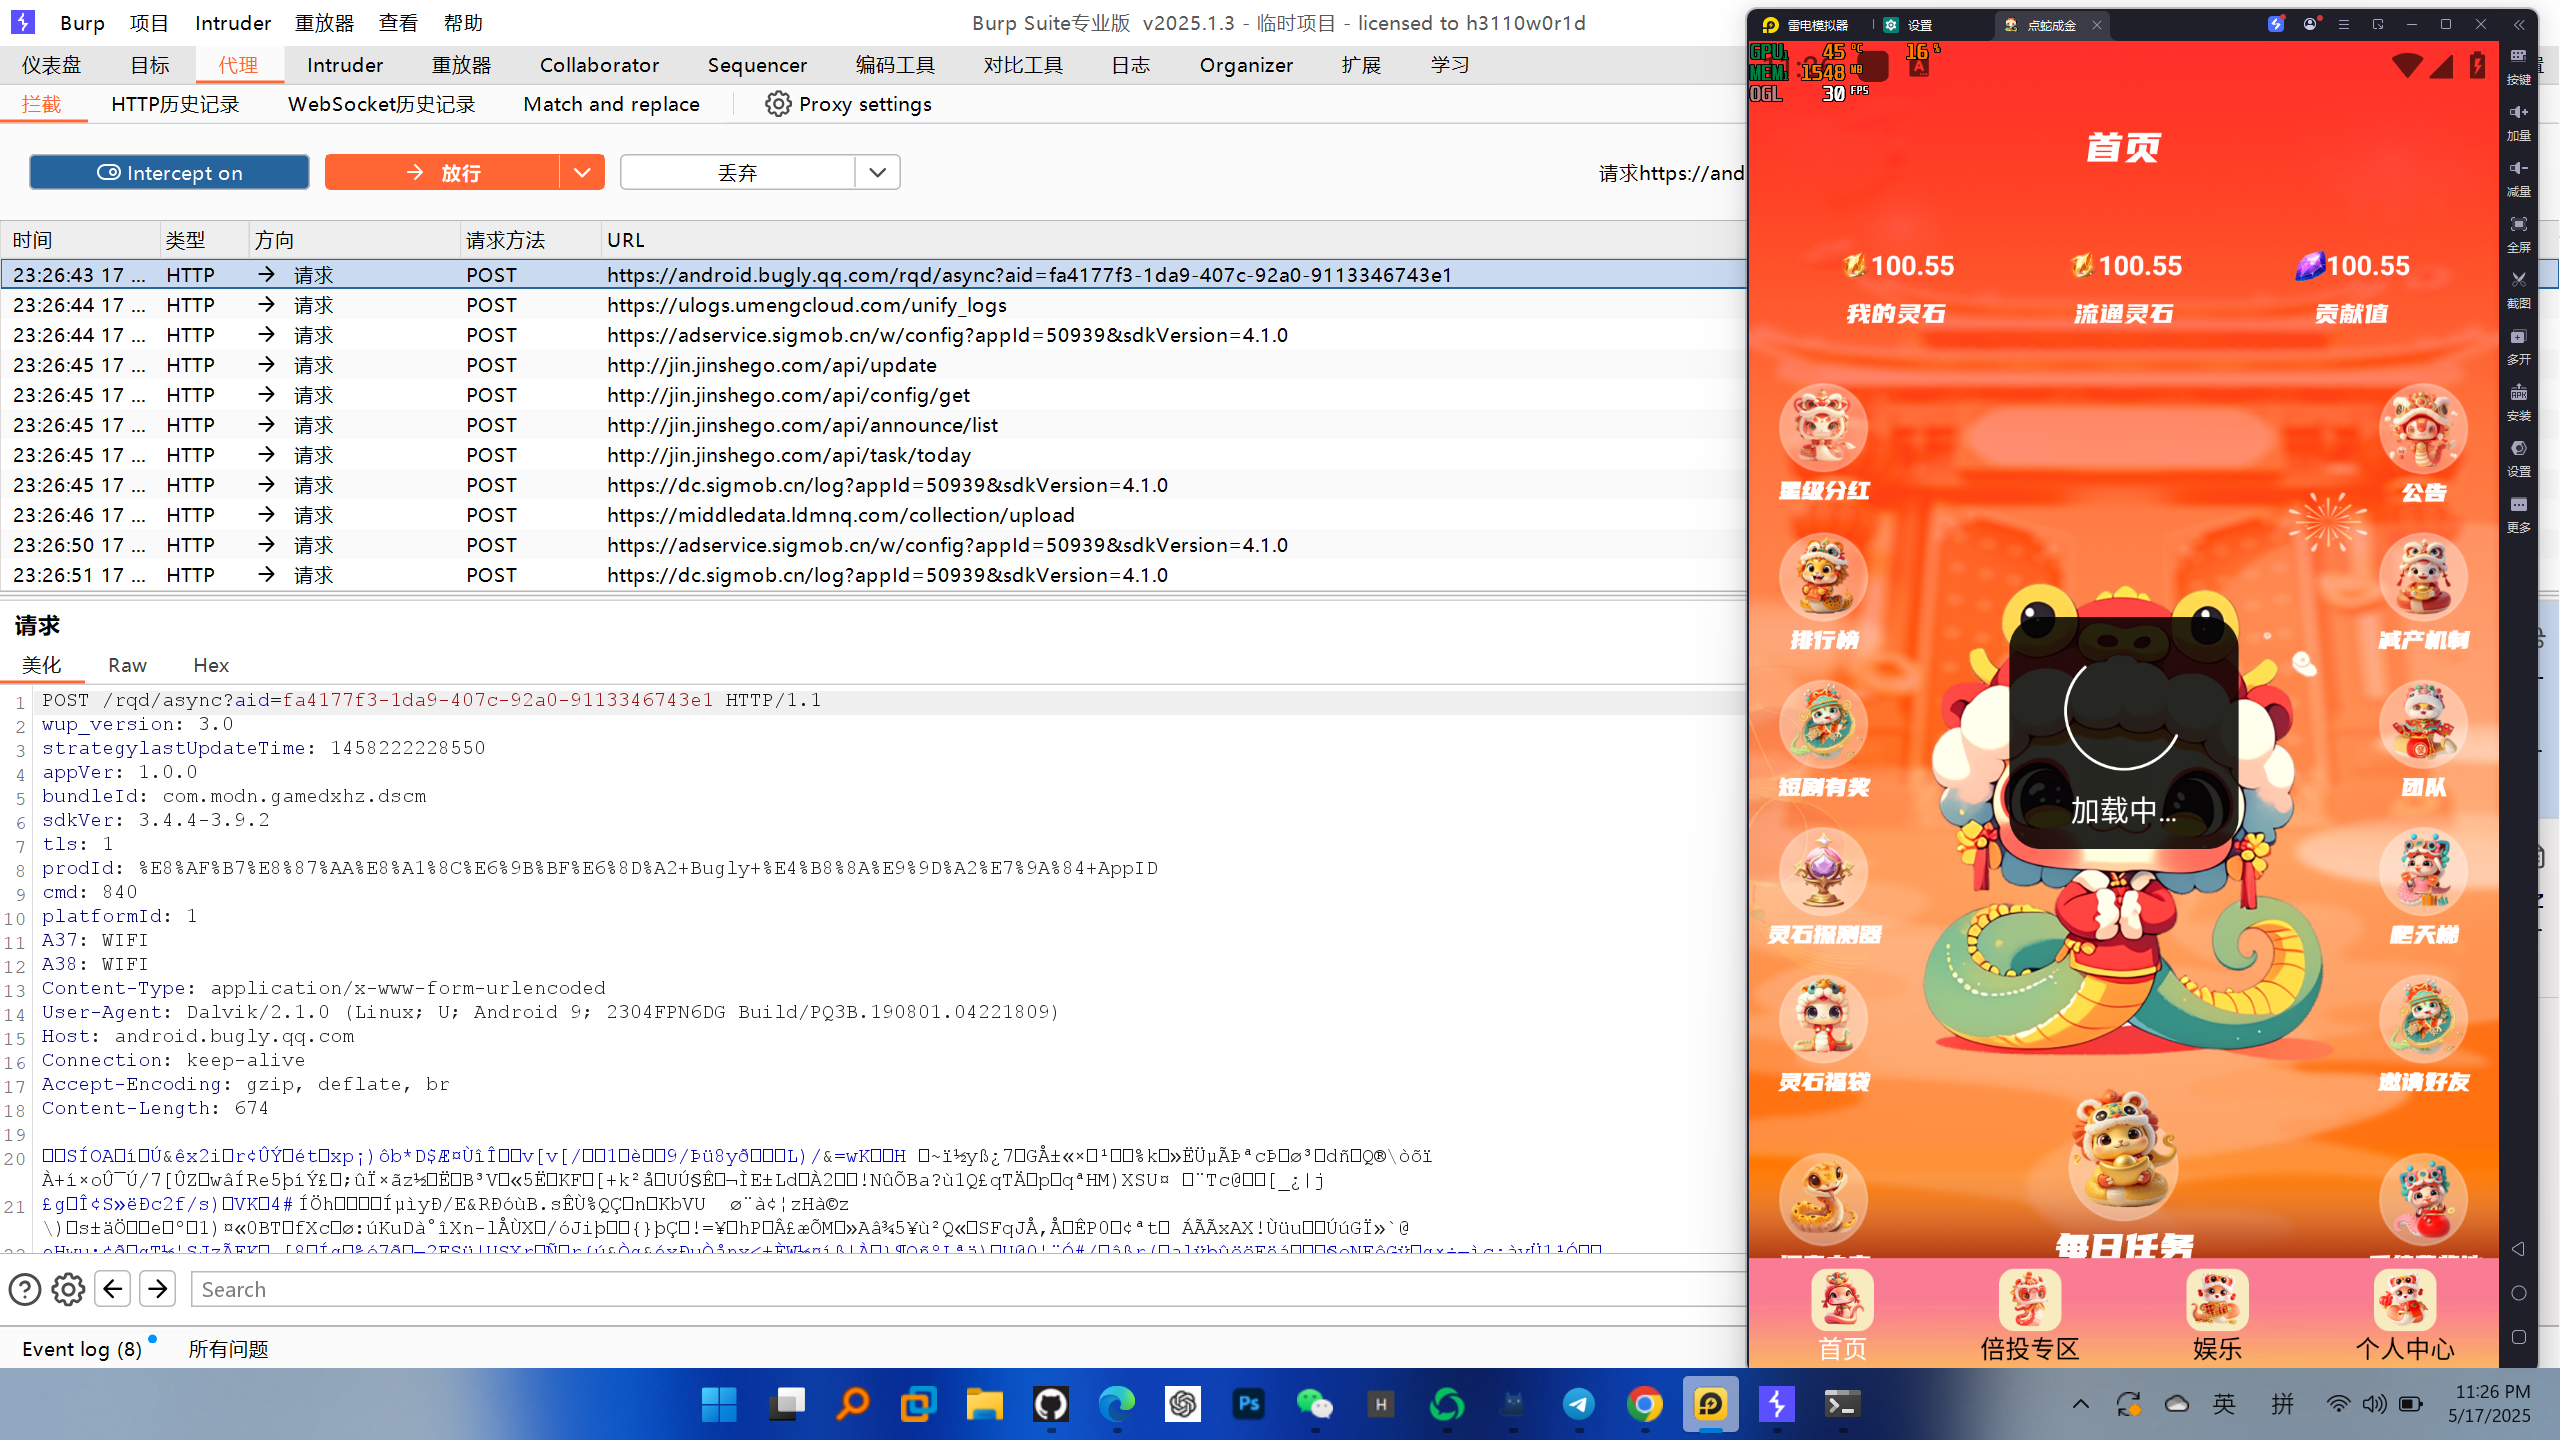 Burp 项目 Intruder 重放器 查看 帮助
Burp Suite专业版 v2025.1.3 - 临时项目 - licensed to h3110w0r1d
仪表盘 目标 代理 Intruder 重放器 Collaborator Sequencer 编码工具 对比工具 日志 Organizer 扩展 学习
拦截 HTTP历史记录 WebSocket历史记录 Match and replace Proxy settings
Intercept on 放行 丢弃 请求https://and
时间 类型 方向 请求方法 URL
23:26:43 17 ... HTTP → 请求 POST https://android.bugly.qq.com/rqd/async?aid=fa4177f3-1da9-407c-92a0-9113346743e1
23:26:44 17 ... HTTP → 请求 POST https://ulogs.umengcloud.com/unify_logs
23:26:44 17 ... HTTP → 请求 POST https://adservice.sigmob.cn/w/config?appId=50939&sdkVersion=4.1.0
23:26:45 17 ... HTTP → 请求 POST http://jin.jinshego.com/api/update
23:26:45 17 ... HTTP → 请求 POST http://jin.jinshego.com/api/config/get
23:26:45 17 ... HTTP → 请求 POST http://jin.jinshego.com/api/announce/list
23:26:45 17 ... HTTP → 请求 POST http://jin.jinshego.com/api/task/today
23:26:45 17 ... HTTP → 请求 POST https://dc.sigmob.cn/log?appId=50939&sdkVersion=4.1.0
23:26:46 17 ... HTTP → 请求 POST https://middledata.ldmnq.com/collection/upload
23:26:50 17 ... HTTP → 请求 POST https://adservice.sigmob.cn/w/config?appId=50939&sdkVersion=4.1.0
23:26:51 17 ... HTTP → 请求 POST https://dc.sigmob.cn/log?appId=50939&sdkVersion=4.1.0
请求
美化 Raw Hex
1 POST /rqd/async?aid=fa4177f3-1da9-407c-92a0-9113346743e1 HTTP/1.1
2 wup_version: 3.0
3 strategylastUpdateTime: 1458222228550
4 appVer: 1.0.0
5 bundleId: com.modn.gamedxhz.dscm
6 sdkVer: 3.4.4-3.9.2
7 tls: 1
8 prodId: %E8%AF%B7%E8%87%AA%E8%A1%8C%E6%9B%BF%E6%8D%A2+Bugly+%E4%B8%8A%E9%9D%A2%E7%9A%84+AppID
9 cmd: 840
10 platformId: 1
11 A37: WIFI
12 A38: WIFI
13 Content-Type: application/x-www-form-urlencoded
14 User-Agent: Dalvik/2.1.0 (Linux; U; Android 9; 2304FPN6DG Build/PQ3B.190801.04221809)
15 Host: android.bugly.qq.com
16 Connection: keep-alive
17 Accept-Encoding: gzip, deflate, br
18 Content-Length: 674
19
20
21
Search
Event log (8) 所有问题
雷电模拟器 设置 点蛇成金
GPU 45 °C 16 %
MEM 1548 MB
OGL 30 FPS
首页
100.55 100.55 100.55
我的灵石 流通灵石 贡献值
星级分红 公告
排行榜 减产机制
短剧有奖 团队
加载中...
灵石探测器 爬天梯
灵石福袋 邀请好友
每日任务
首页 倍投专区 娱乐 个人中心
按键
加量
减量
全屏
截图
多开
安装
设置
更多
Ps
H
英 拼
11:26 PM
5/17/2025